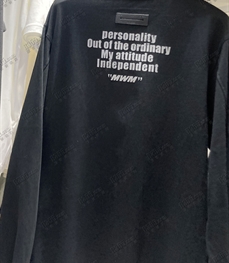 personality
Out of the ordinary
My attitude
Independent
"MWM"